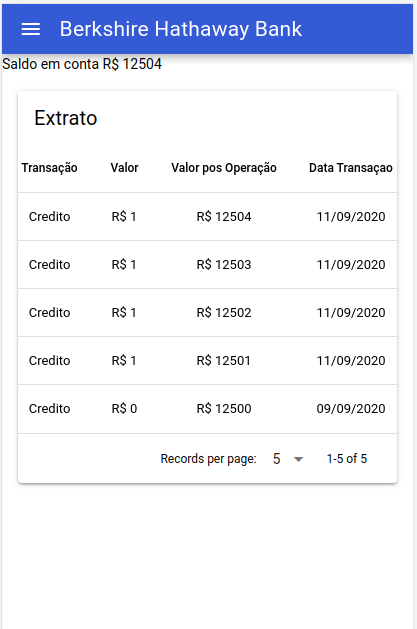 Berkshire Hathaway Bank
Saldo em conta R$ 12504
Extrato
Transação Valor Valor pos Operação Data Transaçao
Credito R$ 1 R$ 12504 11/09/2020
Credito R$ 1 R$ 12503 11/09/2020
Credito R$ 1 R$ 12502 11/09/2020
Credito R$ 1 R$ 12501 11/09/2020
Credito R$ 0 R$ 12500 09/09/2020
Records per page: 5 1-5 of 5